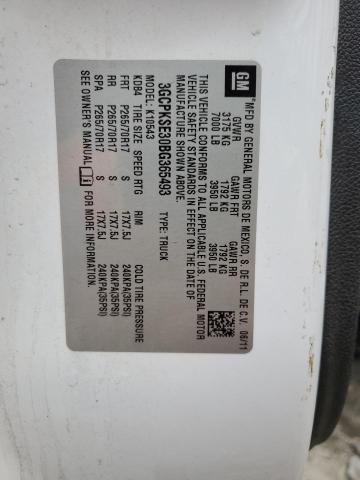 GM
MFD BY GENERAL MOTORS DE MEXICO, S. DE R.L. DE C.V. 06/11
GVWR GAWR FRT GAWR RR
3175 KG 1792 KG 1792 KG
7000 LB 3950 LB 3950 LB
THIS VEHICLE CONFORMS TO ALL APPLICABLE U.S. FEDERAL MOTOR
VEHICLE SAFETY STANDARDS IN EFFECT ON THE DATE OF
MANUFACTURE SHOWN ABOVE.
3GCPKSE30BG365493 TYPE: TRUCK
MODEL: K10543
KDBA TIRE SIZE SPEED RTG RIM COLD TIRE PRESSURE
FRT P265/70R17 S 17X7.5J 240KPA(35PSI)
RR P265/70R17 S 17X7.5J 240KPA(35PSI)
SPA P265/70R17 S 17X7.5J 240KPA(35PSI)
SEE OWNER'S MANUAL FOR MORE INFORMATION